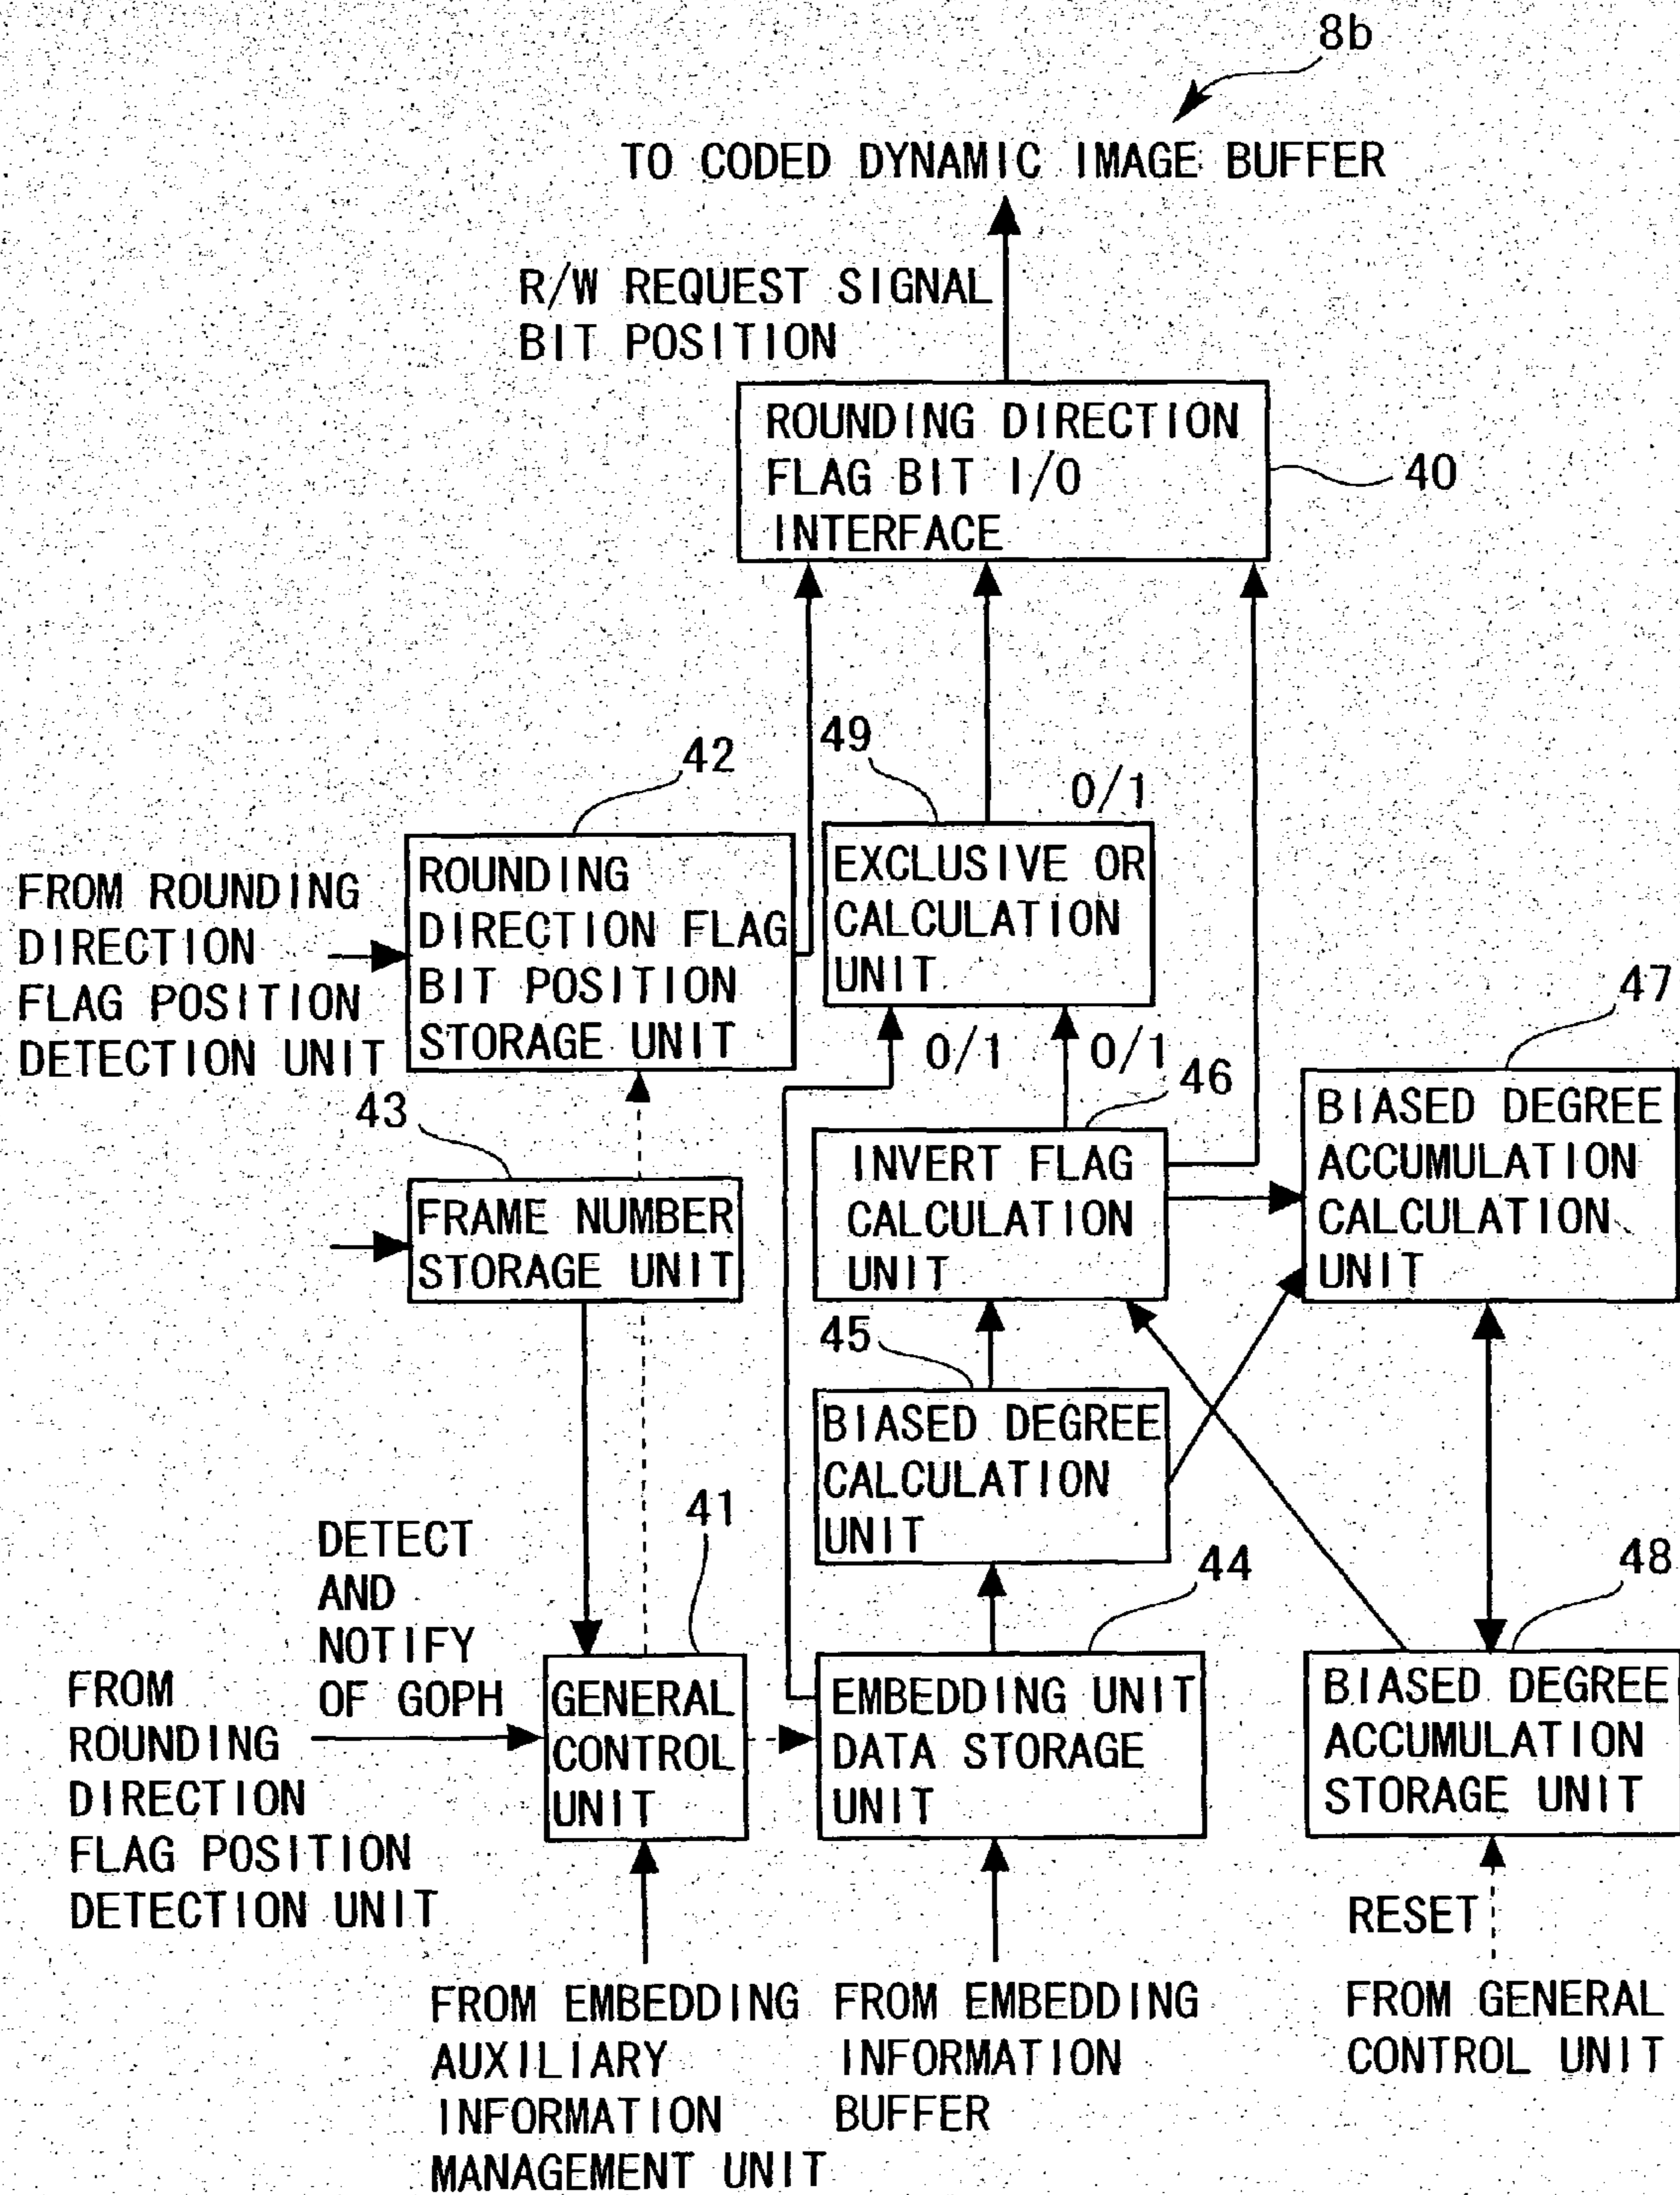 8b
TO CODED DYNAMIC IMAGE BUFFER
R/W REQUEST SIGNAL
BIT POSITION
ROUNDING DIRECTION
FLAG BIT I/O
INTERFACE
40
42
49
0/1
FROM ROUNDING
DIRECTION
FLAG POSITION
DETECTION UNIT
ROUNDING
DIRECTION FLAG
BIT POSITION
STORAGE UNIT
EXCLUSIVE OR
CALCULATION
UNIT
47
0/1
0/1
46
43
FRAME NUMBER
STORAGE UNIT
INVERT FLAG
CALCULATION
UNIT
BIASED DEGREE
ACCUMULATION
CALCULATION
UNIT
45
BIASED DEGREE
CALCULATION
UNIT
41
44
48
DETECT
AND
NOTIFY
OF GOPH
FROM
ROUNDING
DIRECTION
FLAG POSITION
DETECTION UNIT
GENERAL
CONTROL
UNIT
EMBEDDING UNIT
DATA STORAGE
UNIT
BIASED DEGREE
ACCUMULATION
STORAGE UNIT
RESET
FROM EMBEDDING
AUXILIARY
INFORMATION
MANAGEMENT UNIT
FROM EMBEDDING
INFORMATION
BUFFER
FROM GENERAL
CONTROL UNIT